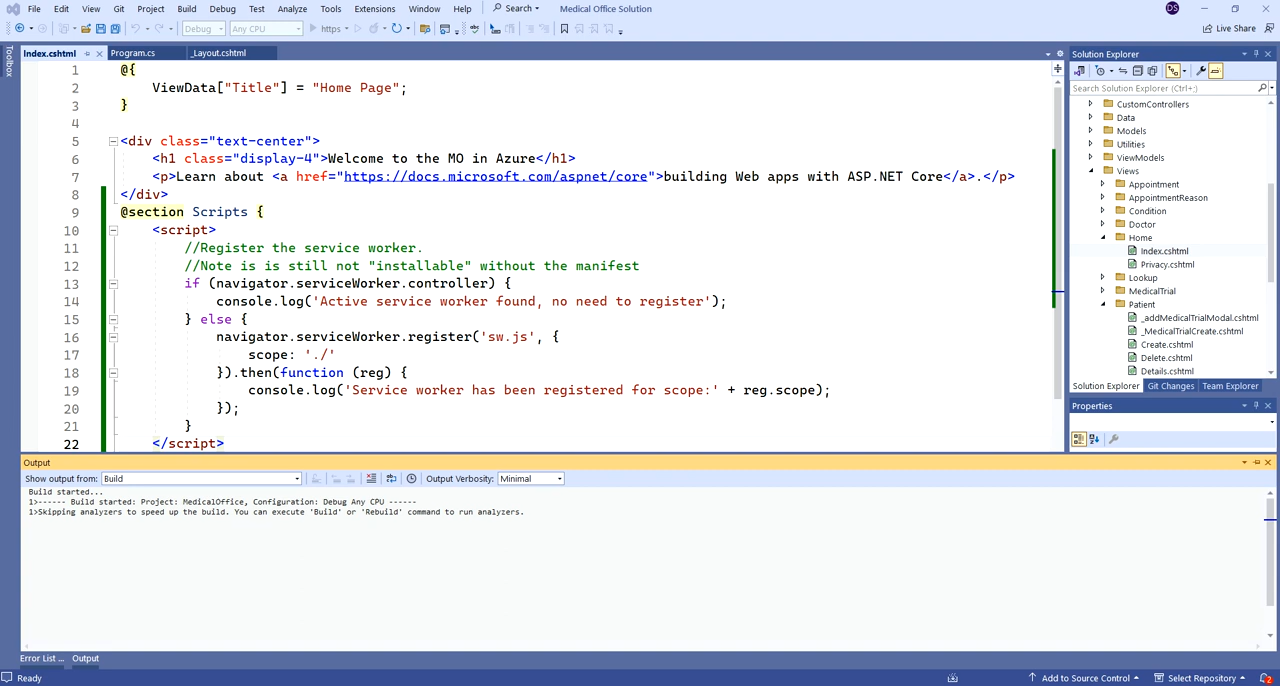 File Edit View Git Project Build Debug Test Analyze Tools Extensions Window Help Search Medical Office Solution DS
Debug Any CPU https Live Share
Toolbox
Index.cshtml Program.cs _Layout.cshtml
1 @{
2 ViewData["Title"] = "Home Page";
3 }
4
5 <div class="text-center">
6 <h1 class="display-4">Welcome to the MO in Azure</h1>
7 <p>Learn about <a href="https://docs.microsoft.com/aspnet/core">building Web apps with ASP.NET Core</a>.</p>
8 </div>
9 @section Scripts {
10 <script>
11 //Register the service worker.
12 //Note is is still not "installable" without the manifest
13 if (navigator.serviceWorker.controller) {
14 console.log('Active service worker found, no need to register');
15 } else {
16 navigator.serviceWorker.register('sw.js', {
17 scope: './'
18 }).then(function (reg) {
19 console.log('Service worker has been registered for scope:' + reg.scope);
20 });
21 }
22 </script>
Solution Explorer
Search Solution Explorer (Ctrl+;)
CustomControllers
Data
Models
Utilities
ViewModels
Views
Appointment
AppointmentReason
Condition
Doctor
Home
Index.cshtml
Privacy.cshtml
Lookup
MedicalTrial
Patient
_addMedicalTrialModal.cshtml
_MedicalTrialCreate.cshtml
Create.cshtml
Delete.cshtml
Details.cshtml
Solution Explorer Git Changes Team Explorer
Properties
Output
Show output from: Build Output Verbosity: Minimal
Build started...
1>------ Build started: Project: MedicalOffice, Configuration: Debug Any CPU ------
1>Skipping analyzers to speed up the build. You can execute 'Build' or 'Rebuild' command to run analyzers.
Error List ... Output
Ready Add to Source Control Select Repository 2